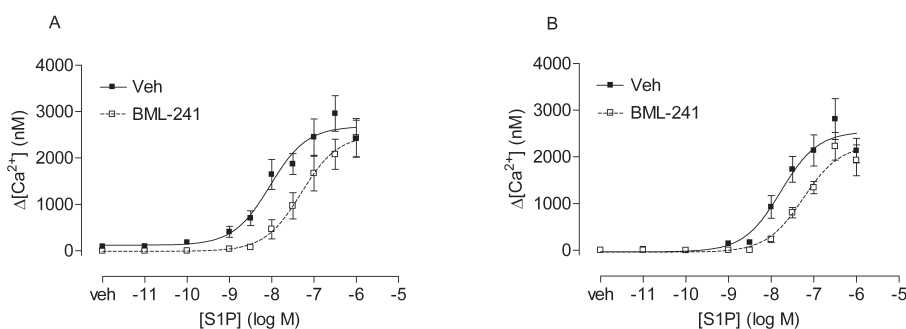 A
4000
3000
2000
1000
0
Δ[Ca2+] (nM)
Veh
BML-241
veh -11 -10 -9 -8 -7 -6 -5
[S1P] (log M)
B
4000
3000
2000
1000
0
Δ[Ca2+] (nM)
Veh
BML-241
veh -11 -10 -9 -8 -7 -6 -5
[S1P] (log M)